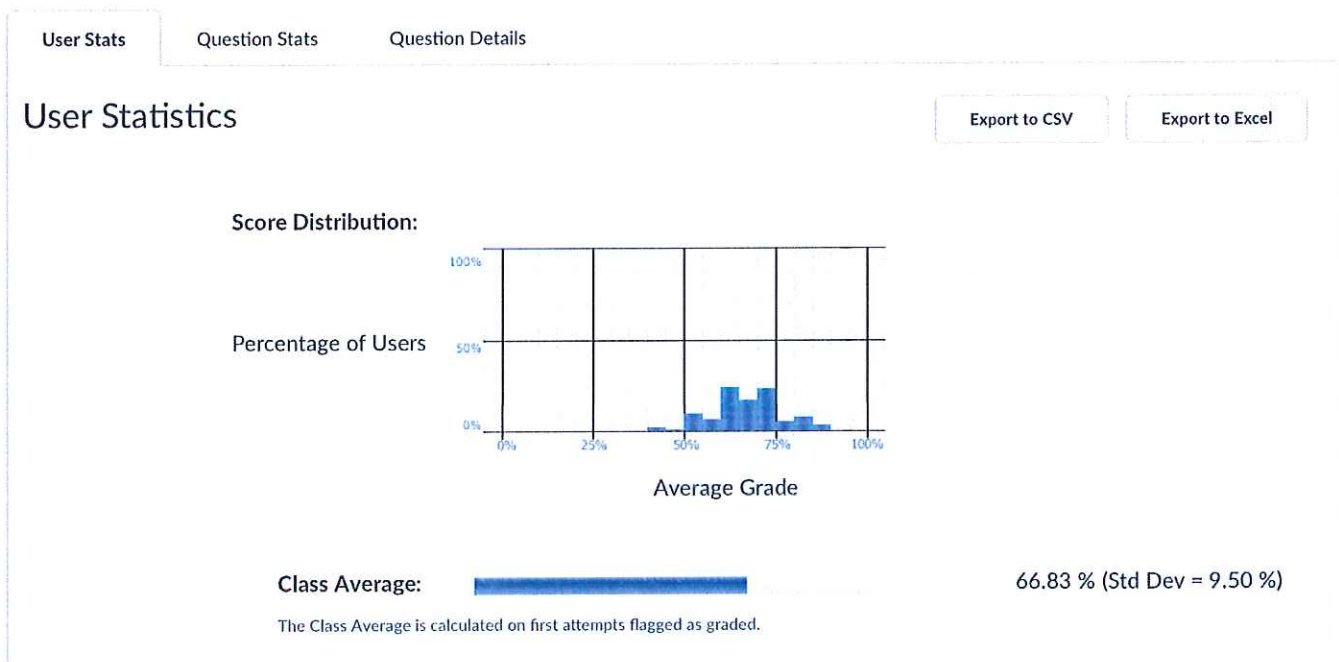 User Stats Question Stats Question Details
User Statistics
Export to CSV Export to Excel
Score Distribution:
100%
Percentage of Users
50%
0%
0% 25% 50% 75% 100%
Average Grade
Class Average:
66.83 % (Std Dev = 9.50 %)
The Class Average is calculated on first attempts flagged as graded.